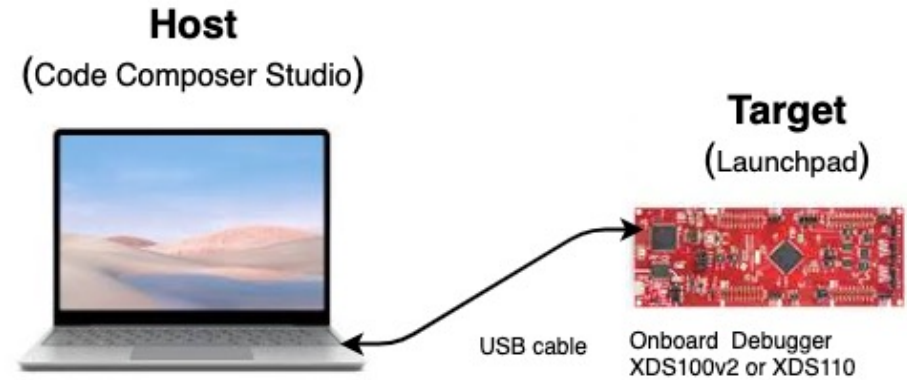 Host
(Code Composer Studio)
Target
(Launchpad)
USB cable
Onboard Debugger
XDS100v2 or XDS110